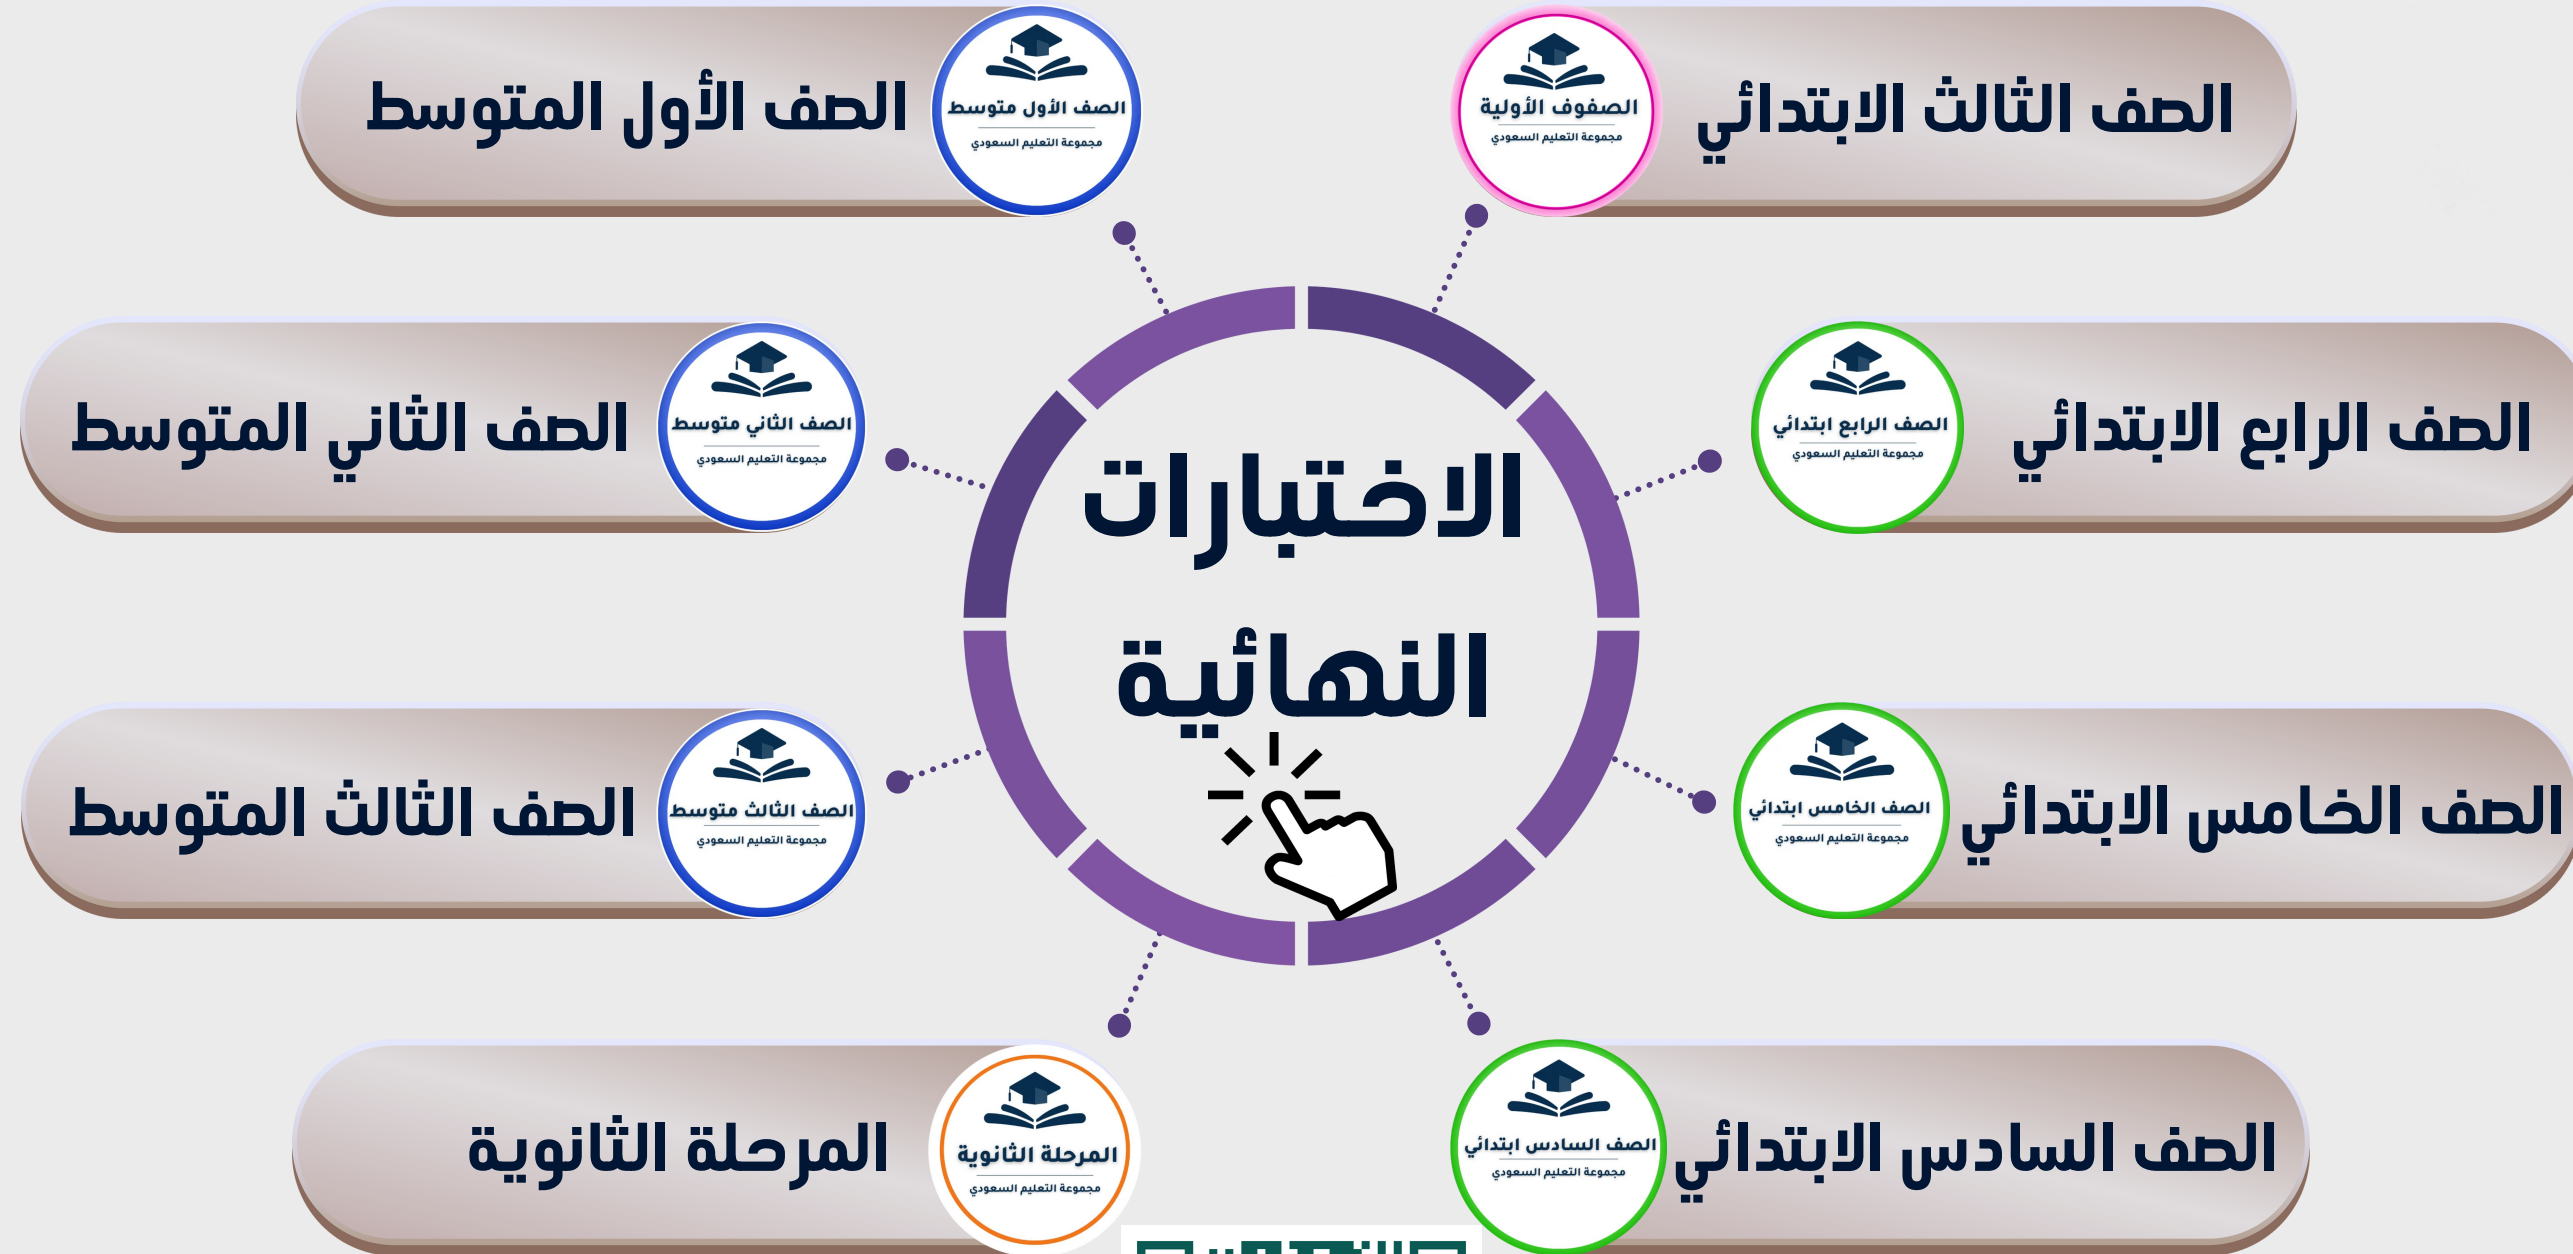 الصف الثالث الابتدائي
الصفوف الأولية
مجموعة التعليم السعودي
الصف الأول المتوسط
الصف الأول متوسط
مجموعة التعليم السعودي
الصف الرابع الابتدائي
الصف الرابع ابتدائي
مجموعة التعليم السعودي
الصف الثاني المتوسط
الصف الثاني متوسط
مجموعة التعليم السعودي
الاختبارات
النهائية
الصف الخامس الابتدائي
الصف الخامس ابتدائي
مجموعة التعليم السعودي
الصف الثالث المتوسط
الصف الثالث متوسط
مجموعة التعليم السعودي
الصف السادس الابتدائي
الصف السادس ابتدائي
مجموعة التعليم السعودي
المرحلة الثانوية
المرحلة الثانوية
مجموعة التعليم السعودي